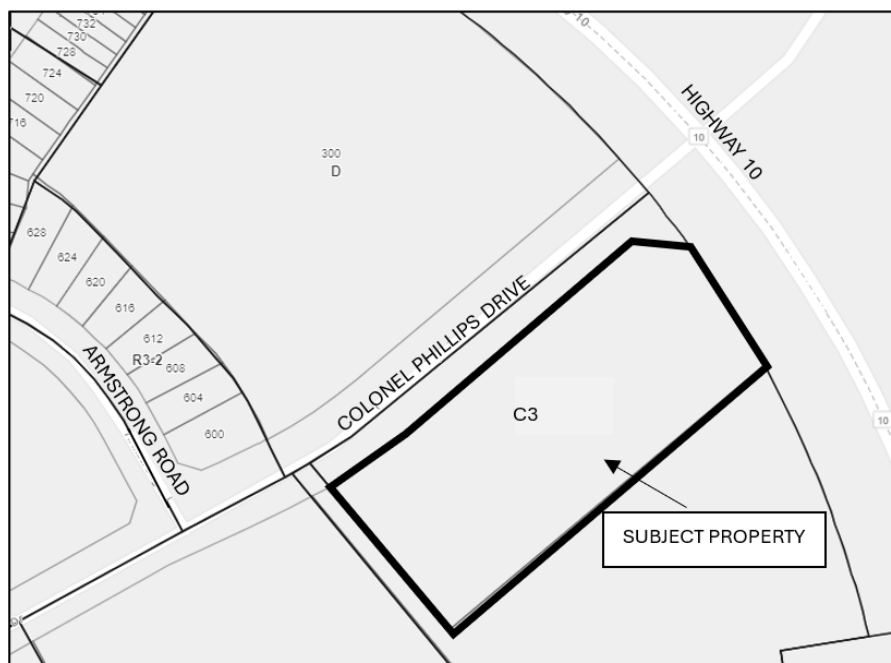 732
730
728
724
720
716
300
D
10
HIGHWAY 10
10
628
624
620
616
612
R3-2
608
604
600
ARMSTRONG ROAD
COLONEL PHILLIPS DRIVE
C3
10
SUBJECT PROPERTY